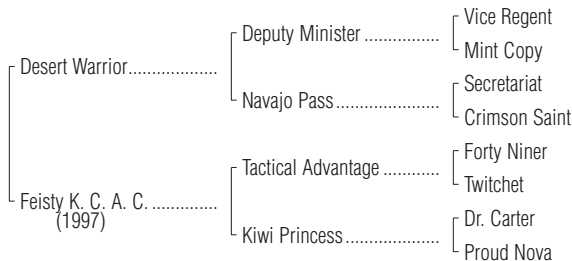 Vice Regent
Deputy Minister ................
Mint Copy
Desert Warrior...................
Secretariat
Navajo Pass......................
Crimson Saint
Forty Niner
Tactical Advantage ............
Twitchet
Feisty K. C. A. C. ..............
(1997)
Dr. Carter
Kiwi Princess....................
Proud Nova